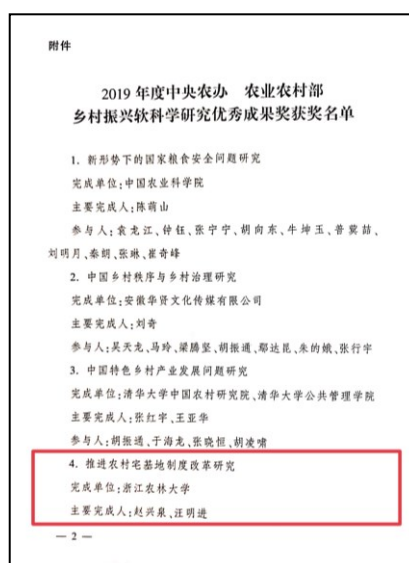 附件
2019 年度中央农办 农业农村部
乡村振兴软科学研究优秀成果奖获奖名单
1. 新形势下的国家粮食安全问题研究
完成单位:中国农业科学院
主要完成人:陈萌山
参与人:袁龙江、钟钰、张宁宁、胡向东、牛坤玉、普蓂喆、
刘明月、秦朗、张琳、崔奇峰
2. 中国乡村秩序与乡村治理研究
完成单位:安徽华贤文化传媒有限公司
主要完成人:刘奇
参与人:吴天龙、马玲、梁腾坚、胡振通、鄢达昆、朱的娥、张行宇
3. 中国特色乡村产业发展问题研究
完成单位:清华大学中国农村研究院、清华大学公共管理学院
主要完成人:张红宇、王亚华
参与人:胡振通、于海龙、张晓恒、胡凌啸
4. 推进农村宅基地制度改革研究
完成单位:浙江农林大学
主要完成人:赵兴泉、汪明进
— 2 —